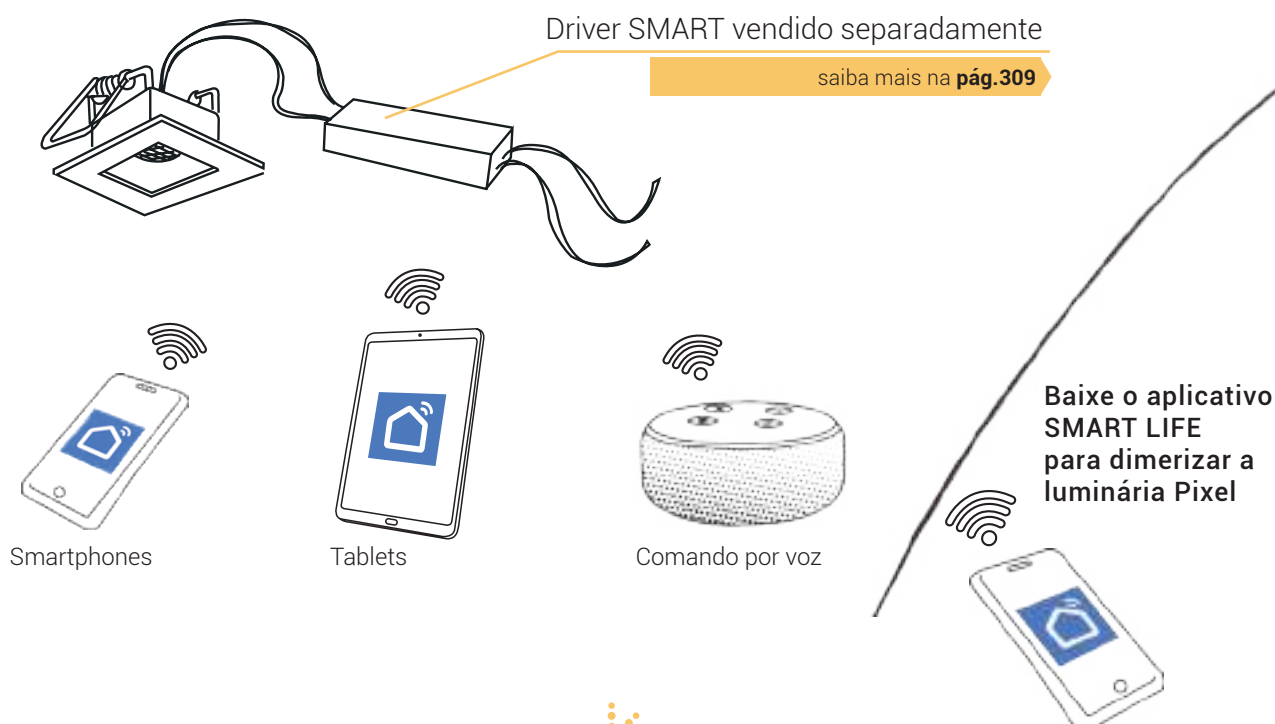 Driver SMART vendido separadamente
saiba mais na pág.309
Smartphones
Tablets
Comando por voz
Baixe o aplicativo
SMART LIFE
para dimerizar a
luminária Pixel